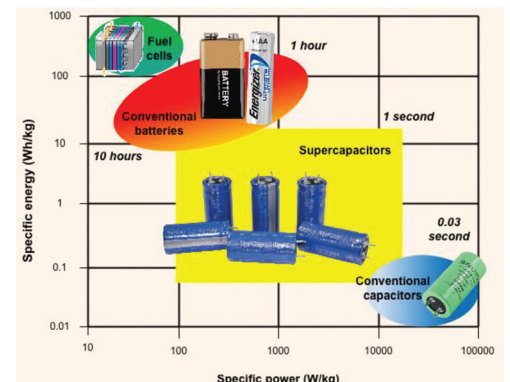 Specific energy (Wh/kg)
1000
100
10
1
0.1
0.01
10
100
1000
10000
100000
Specific power (W/kg)
Fuel
cells
1 hour
BATTERY
+AA
Energizer
Conventional
batteries
1 second
10 hours
Supercapacitors
0.03
second
Conventional
capacitors